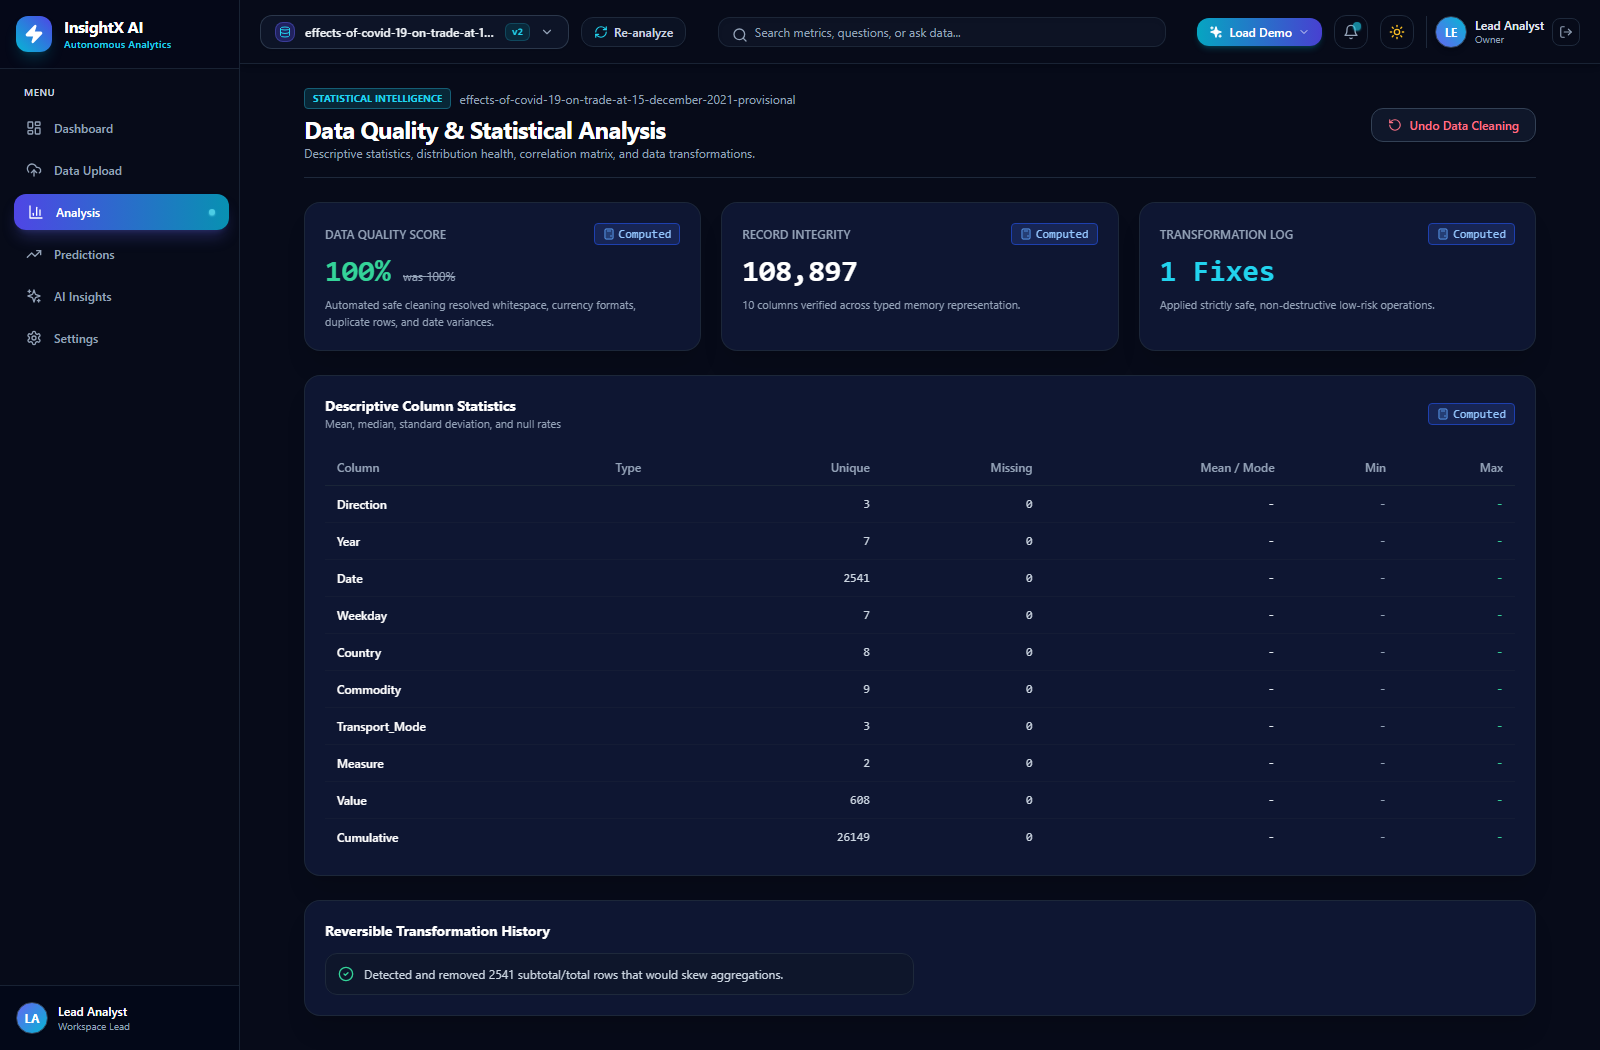 InsightX AI
Autonomous Analytics
effects-of-covid-19-on-trade-at-1... v2
Re-analyze
Search metrics, questions, or ask data...
Load Demo
LE
Lead Analyst
Owner
MENU
Dashboard
Data Upload
Analysis
Predictions
AI Insights
Settings
LA
Lead Analyst
Workspace Lead
STATISTICAL INTELLIGENCE effects-of-covid-19-on-trade-at-15-december-2021-provisional
Data Quality & Statistical Analysis
Descriptive statistics, distribution health, correlation matrix, and data transformations.
Undo Data Cleaning
DATA QUALITY SCORE Computed
100% was 100%
Automated safe cleaning resolved whitespace, currency formats,
duplicate rows, and date variances.
RECORD INTEGRITY Computed
108,897
10 columns verified across typed memory representation.
TRANSFORMATION LOG Computed
1 Fixes
Applied strictly safe, non-destructive low-risk operations.
Descriptive Column Statistics
Mean, median, standard deviation, and null rates
Computed
Column Type Unique Missing Mean / Mode Min Max
Direction 3 0 - - -
Year 7 0 - - -
Date 2541 0 - - -
Weekday 7 0 - - -
Country 8 0 - - -
Commodity 9 0 - - -
Transport_Mode 3 0 - - -
Measure 2 0 - - -
Value 608 0 - - -
Cumulative 26149 0 - - -
Reversible Transformation History
Detected and removed 2541 subtotal/total rows that would skew aggregations.